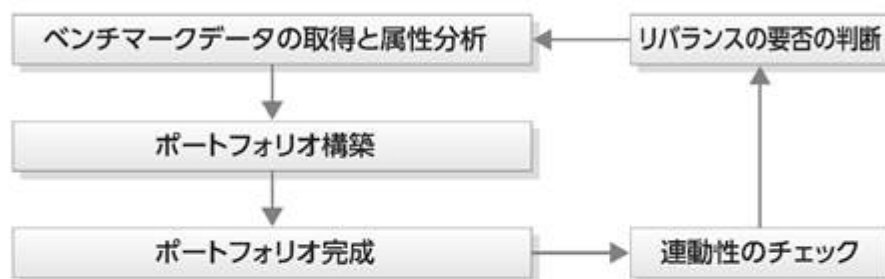 ベンチマークデータの取得と属性分析
リバランスの要否の判断
ポートフォリオ構築
ポートフォリオ完成
連動性のチェック